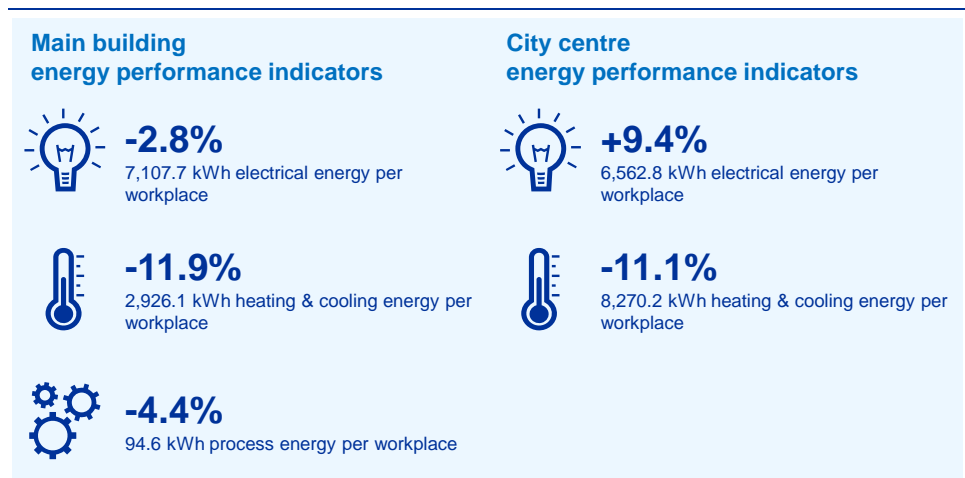 Main building
energy performance indicators
-2.8%
7,107.7 kWh electrical energy per
workplace
-11.9%
2,926.1 kWh heating & cooling energy per
workplace
-4.4%
94.6 kWh process energy per workplace
City centre
energy performance indicators
+9.4%
6,562.8 kWh electrical energy per
workplace
-11.1%
8,270.2 kWh heating & cooling energy per
workplace